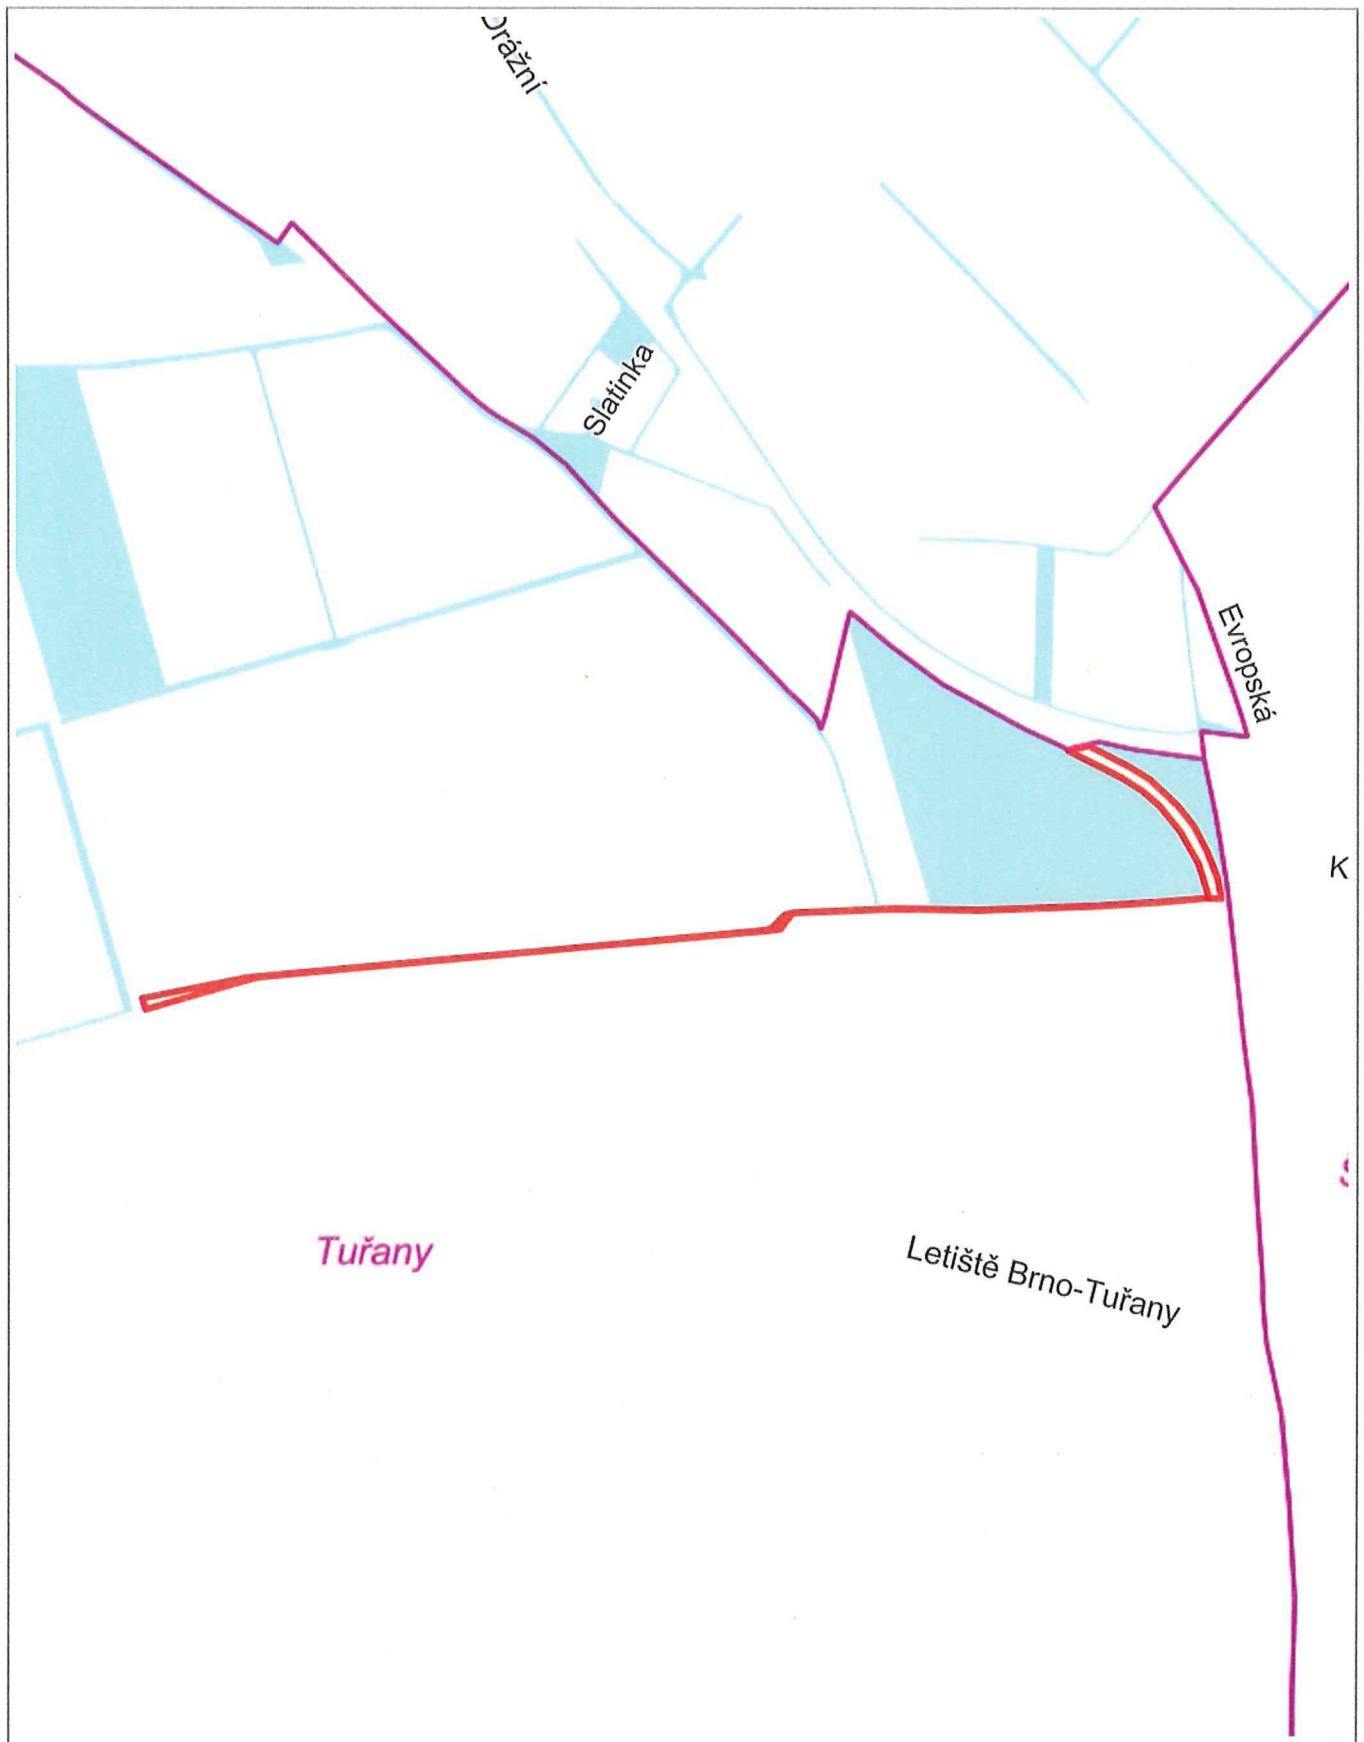 Drážní
Slatinka
Evropská
K
Tuřany
Letiště Brno-Tuřany